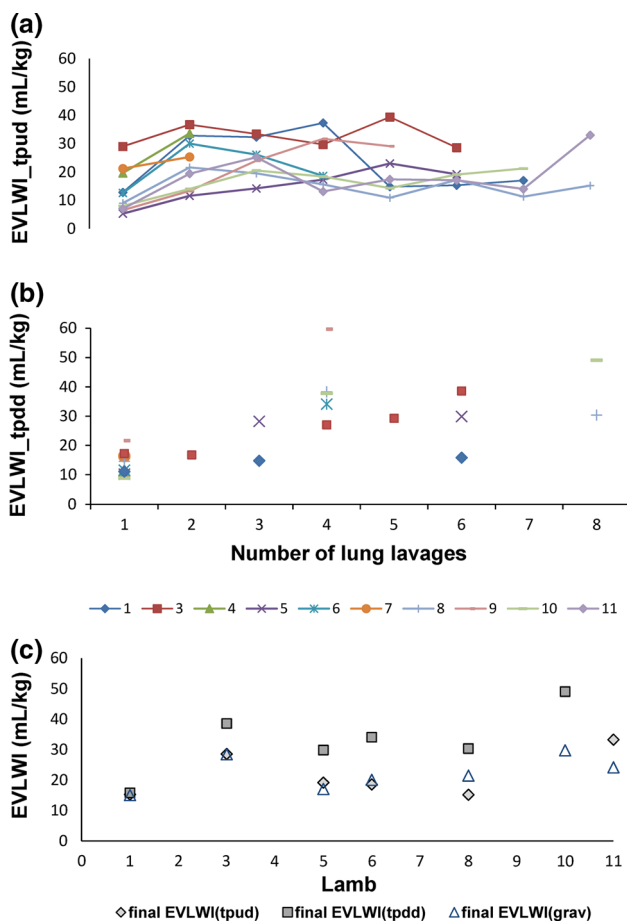 (a)
EVLWI_tpud (mL/kg)
60
50
40
30
20
10
0
(b)
EVLWI_tpdd (mL/kg)
60
50
40
30
20
10
0
1 2 3 4 5 6 7 8
Number of lung lavages
1 3 4 5 6 7 8 9 10 11
(c)
EVLWI (mL/kg)
60
50
40
30
20
10
0
0 1 2 3 4 5 6 7 8 9 10 11
Lamb
final EVLWI(tpud) final EVLWI(tpdd) final EVLWI(grav)